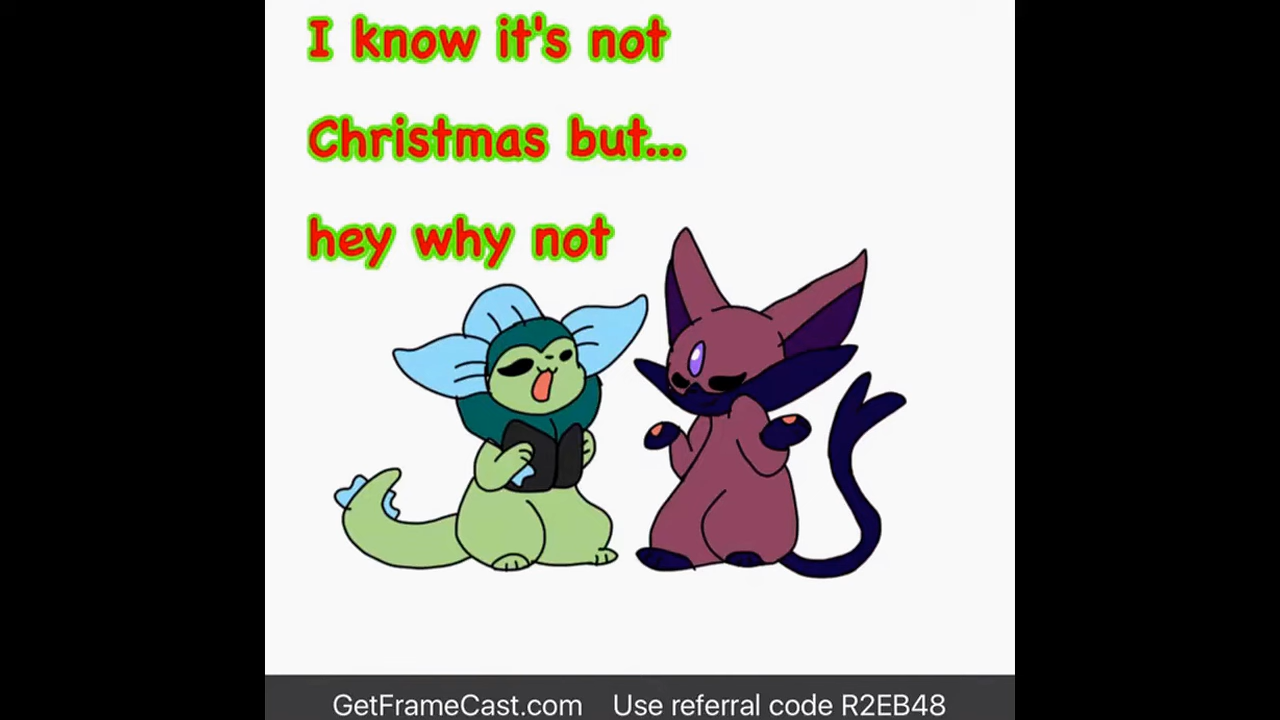 I know it's not
Christmas but...
hey why not
GetFrameCast.com Use referral code R2EB48